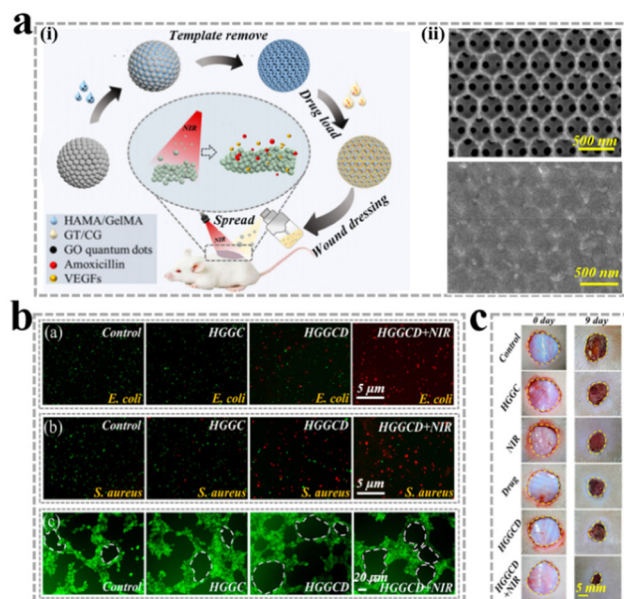 a
(i)
Template remove
Drug load
NIR
Spread
NIR
Wound dressing
HAMA/GelMA
GT/CG
GO quantum dots
Amoxicillin
VEGFs
(ii)
500 nm
500 nm
b
(a) Control HGGC HGGCD HGGCD+NIR
E. coli E. coli E. coli E. coli
5 μm
(b) Control HGGC HGGCD HGGCD+NIR
5 μm
S. aureus S. aureus S. aureus S. aureus
(c)
20 μm
Control HGGC HGGCD HGGCD+NIR
c
0 day 9 day
Control
HGGC
NIR
Drug
HGGCD
HGGCD
+NIR
5 mm